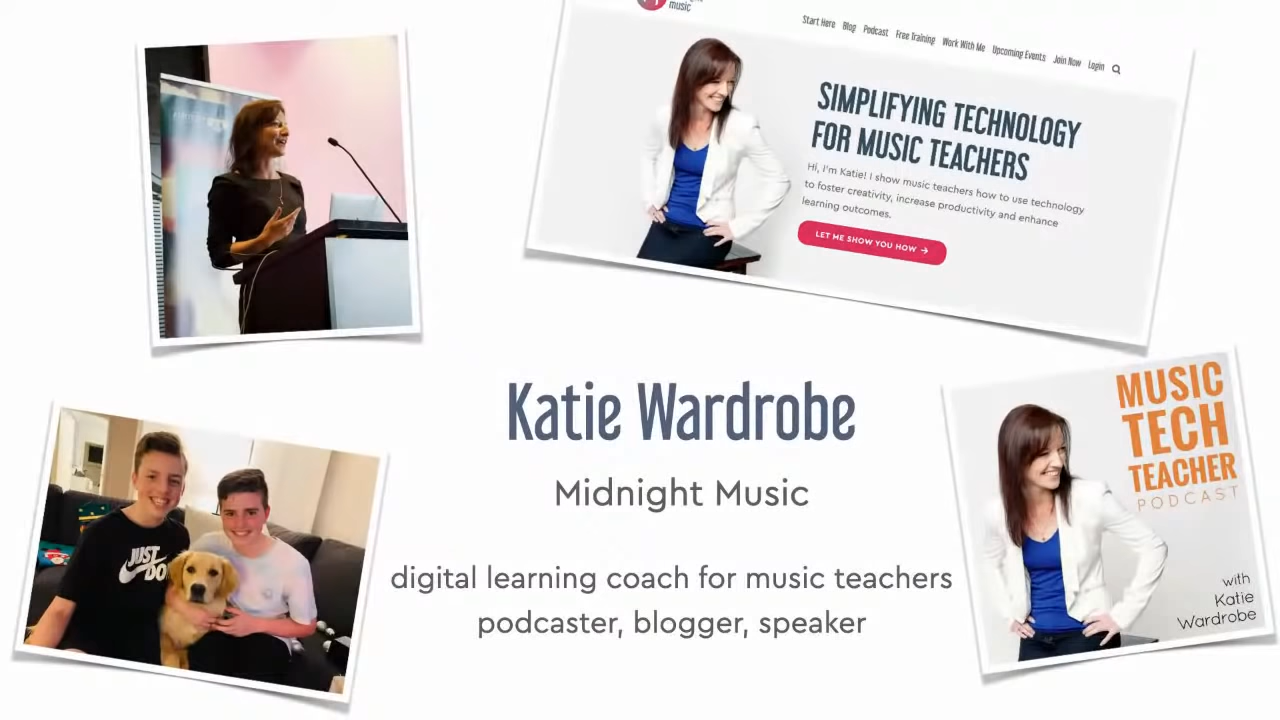 music
Start Here Blog Podcast Free Training Work With Me Upcoming Events Join Now Login
SIMPLIFYING TECHNOLOGY
FOR MUSIC TEACHERS
Hi, I'm Katie! I show music teachers how to use technology
to foster creativity, increase productivity and enhance
learning outcomes.
LET ME SHOW YOU HOW →
Katie Wardrobe
Midnight Music
digital learning coach for music teachers
podcaster, blogger, speaker
MUSIC
TECH
TEACHER
PODCAST
with
Katie
Wardrobe
JUST
DO